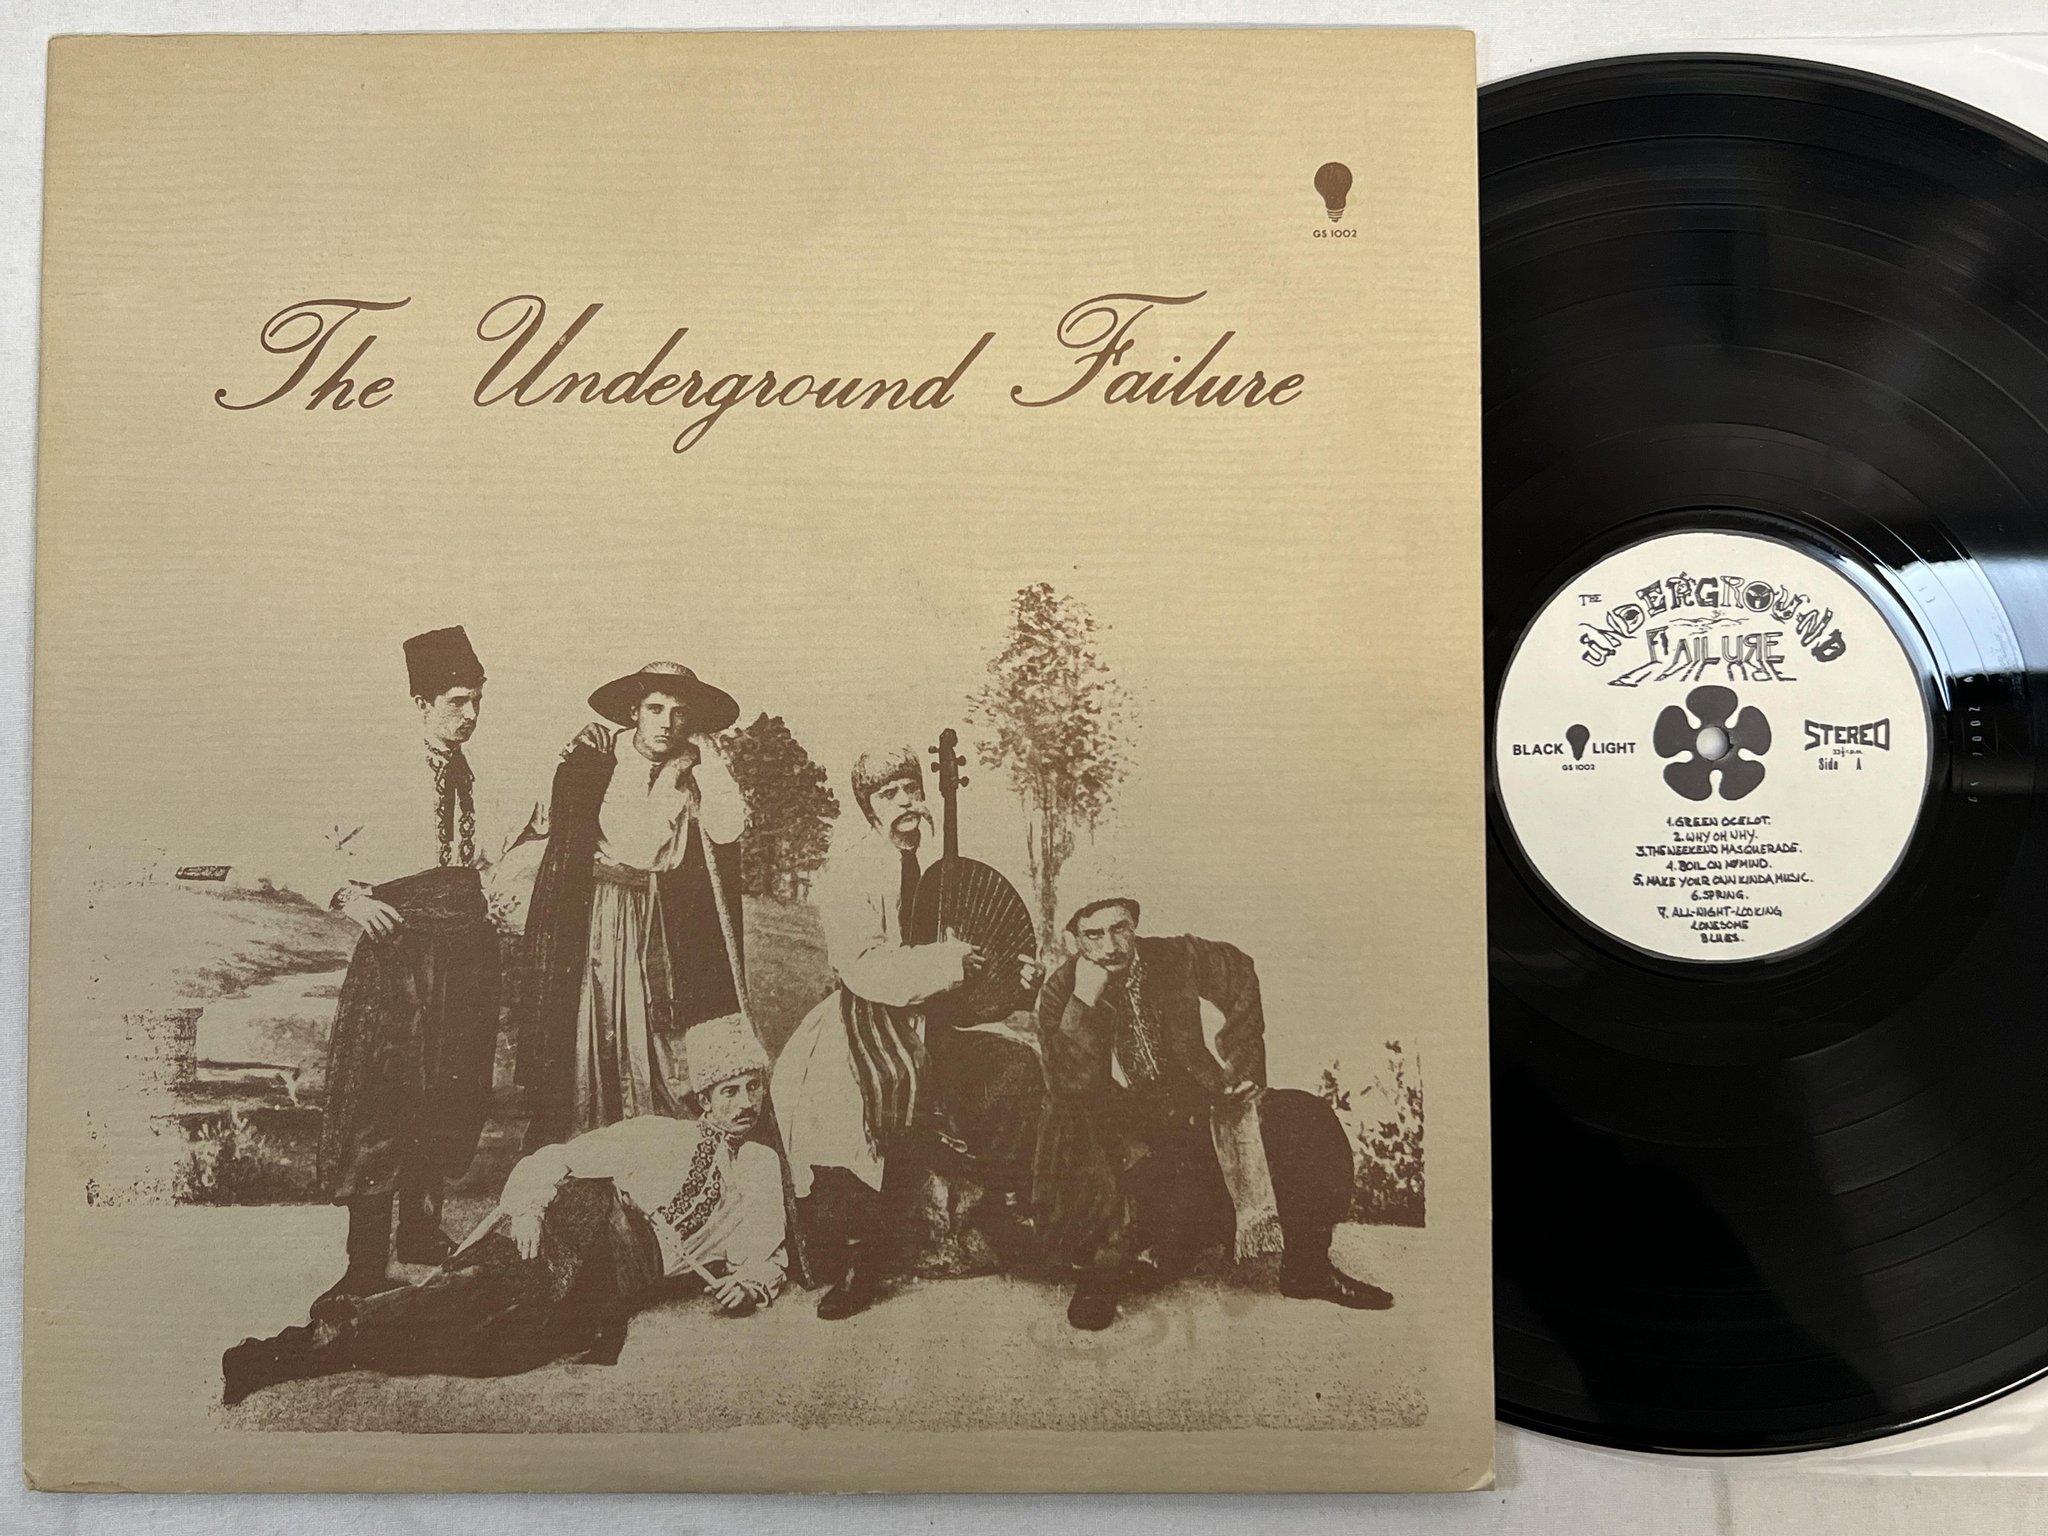 GS 1002
The Underground Failure
THE
UNDERGROUND
FAILURE
BLACK LIGHT
GS 1002
STEREO
33⅓ r.p.m.
Side A
1. GREEN OCELOT.
2. WHY OH WHY.
3. THE WEEKEND MASQUERADE.
4. BOIL ON MY MIND.
5. MAKE YOUR OWN KINDA MUSIC.
6. SPRING.
7. ALL-NIGHT-LOOKING
LONESOME
BLUES.